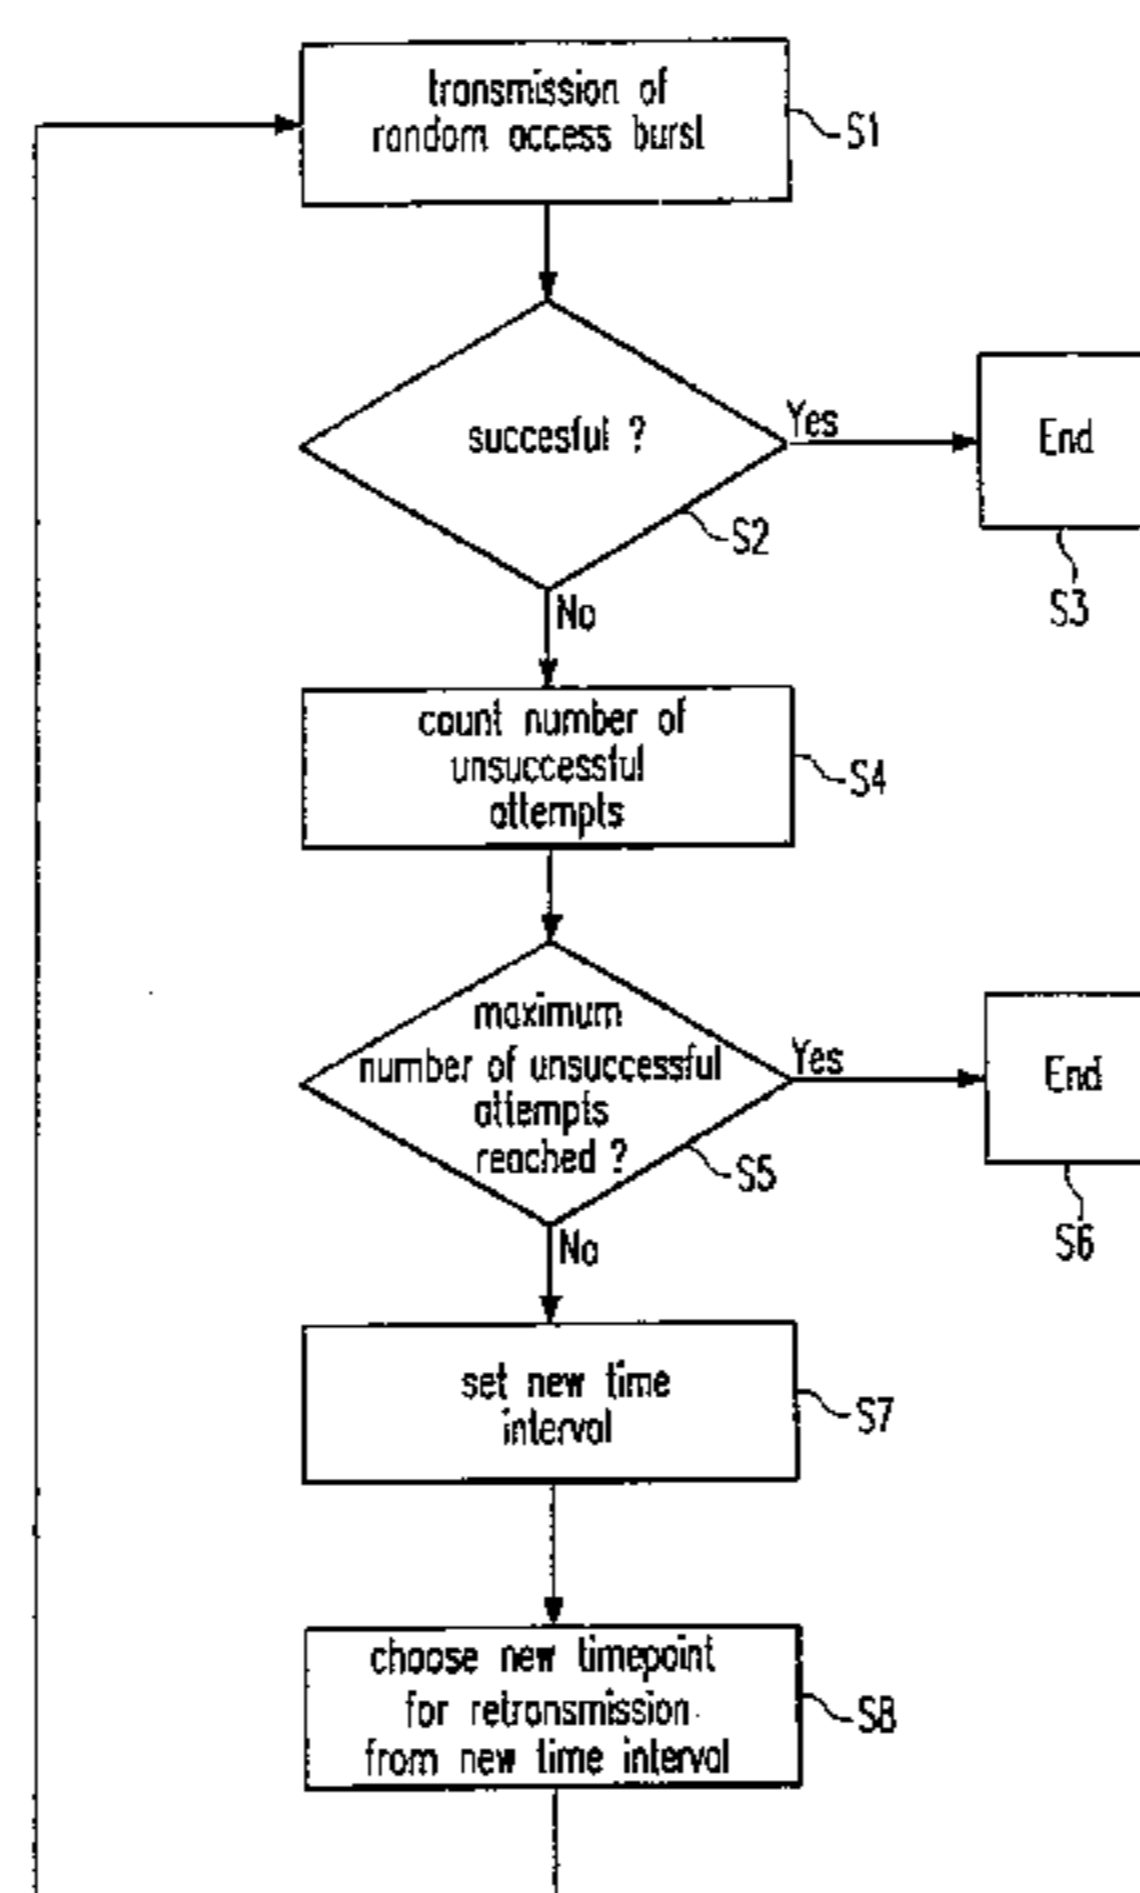 transmission of
random access burst
S1
succesful ?
Yes
End
S2
S3
No
count number of
unsuccessful
attempts
S4
maximum
number of unsuccessful
attempts
reached ?
Yes
End
S5
S6
No
set new time
interval
S7
choose new timepoint
for retransmission
from new time interval
S8